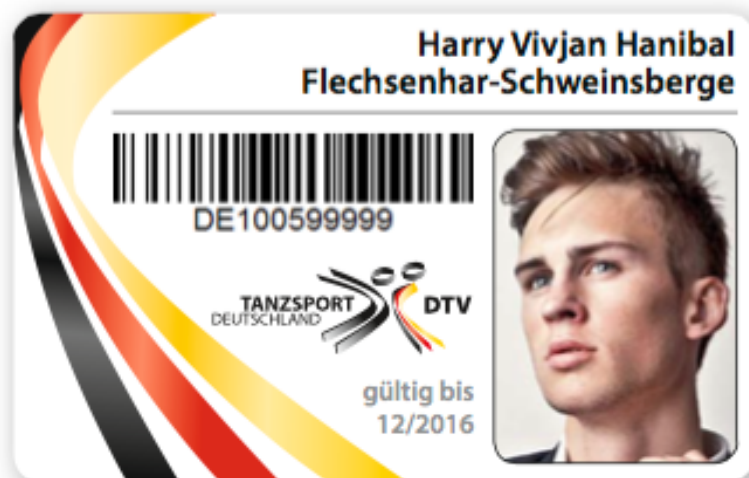 Harry Vivjan Hanibal
Flechsenhar-Schweinsberge
DE100599999
TANZSPORT DTV
DEUTSCHLAND
gültig bis
12/2016